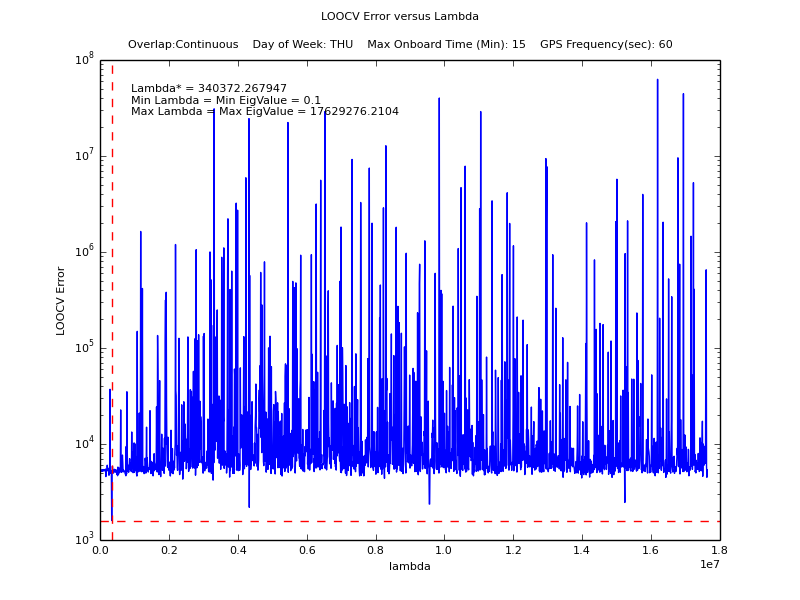 LOOCV Error versus Lambda
Overlap:Continuous Day of Week: THU Max Onboard Time (Min): 15 GPS Frequency(sec): 60
10^8
Lambda* = 340372.267947
Min Lambda = Min EigValue = 0.1
Max Lambda = Max EigValue = 17629276.2104
10^7
10^6
LOOCV Error
10^5
10^4
10^3
0.0 0.2 0.4 0.6 0.8 1.0 1.2 1.4 1.6 1.8
1e7
lambda